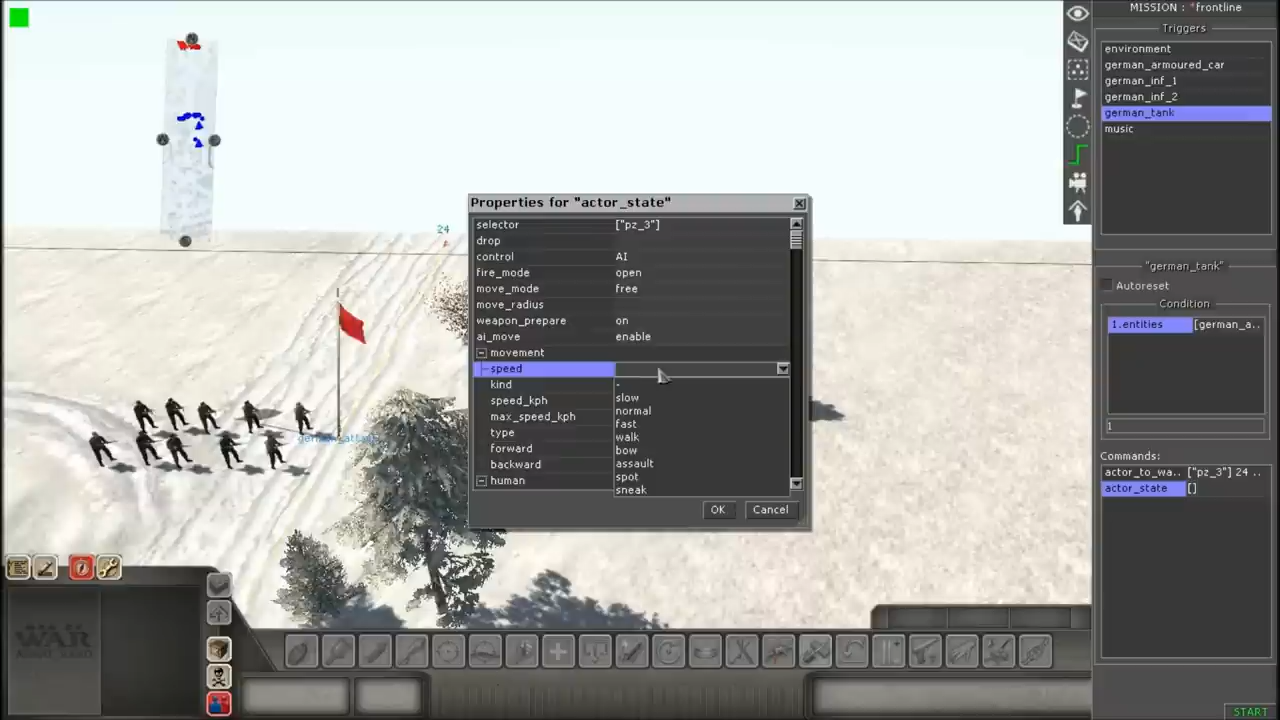 MISSION : *frontline
Triggers
environment
german_armoured_car
german_inf_1
german_inf_2
german_tank
music
"german_tank"
Autoreset
Condition
1.entities [german_a..
1
Commands:
actor_to_wa.. ["pz_3"] 24 ..
actor_state []
START
24
Properties for "actor_state"
selector ["pz_3"]
drop
control AI
fire_mode open
move_mode free
move_radius
weapon_prepare on
ai_move enable
movement
speed
kind -
slow
speed_kph normal
max_speed_kph fast
type walk
forward bow
backward assault
human spot
sneak
OK Cancel
WAR